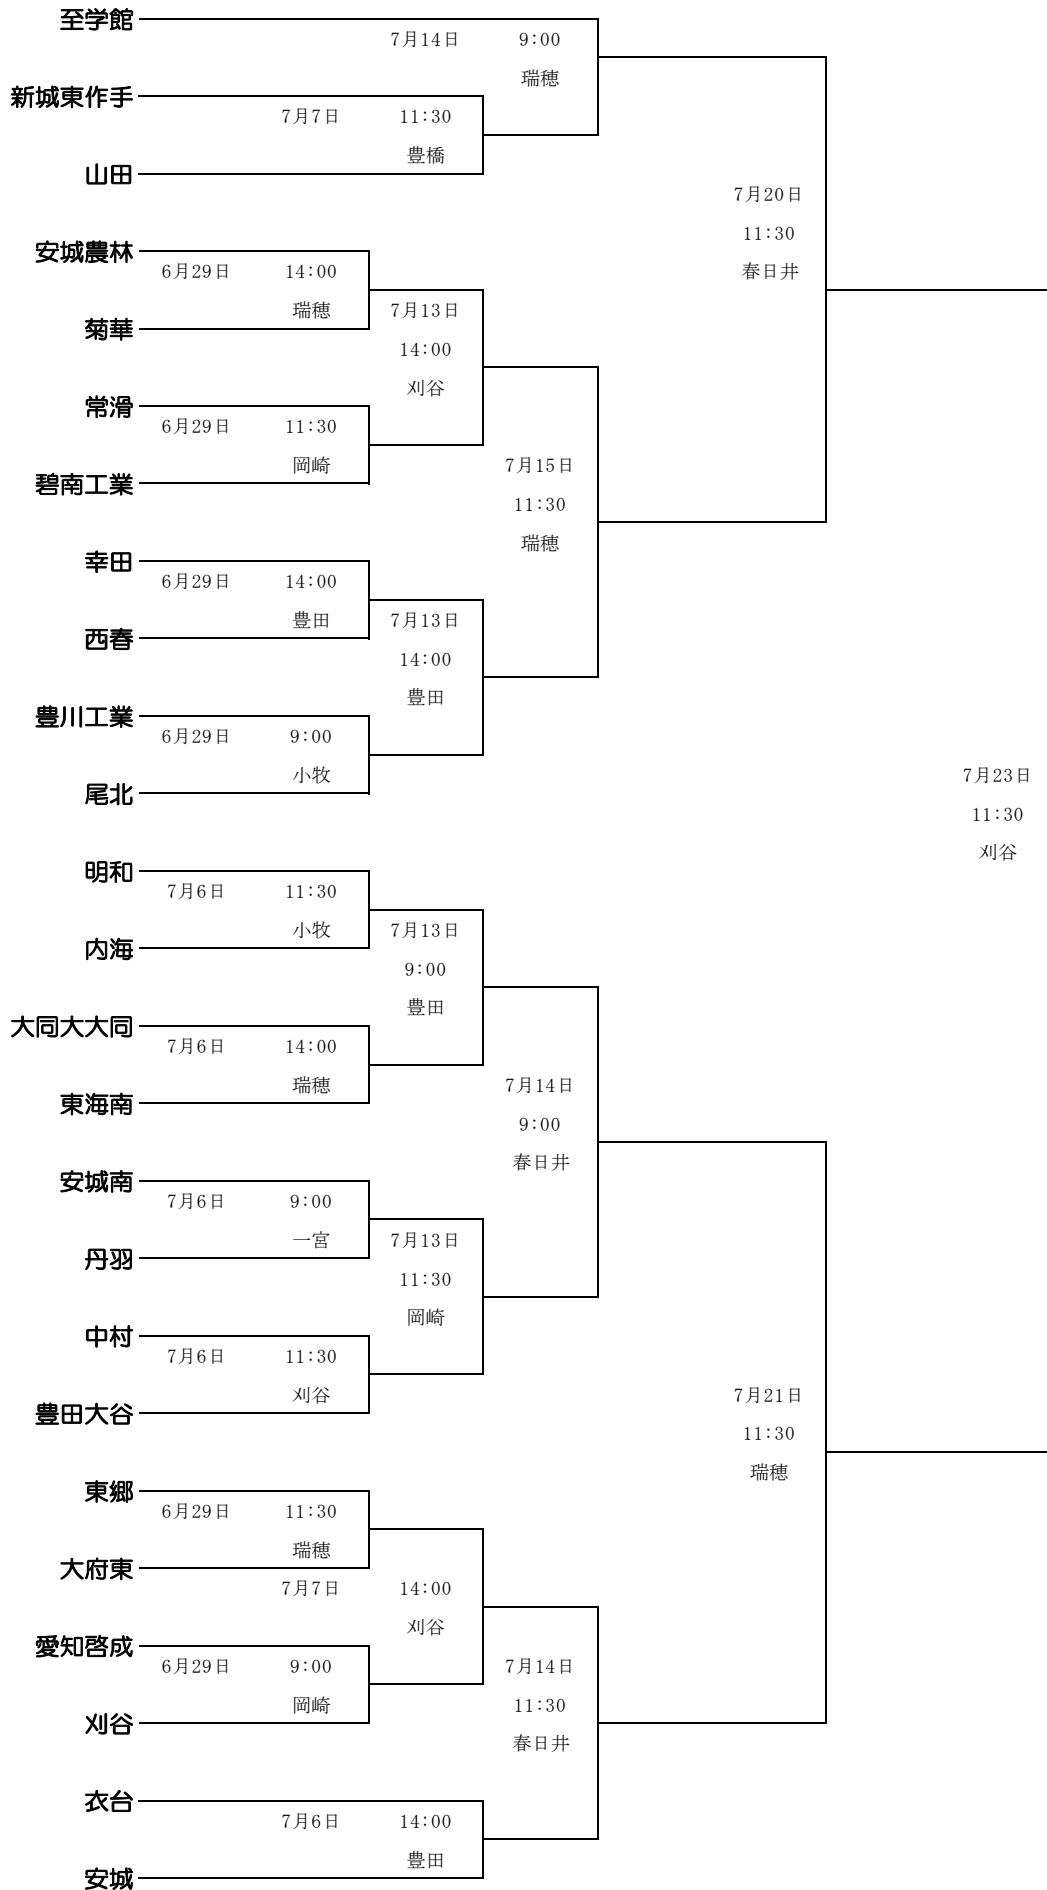 至学館
7月14日 9:00
瑞穂
新城東作手
7月7日 11:30
豊橋
山田
7月20日
11:30
春日井
安城農林
6月29日 14:00
瑞穂
7月13日
菊華
14:00
刈谷
常滑
6月29日 11:30
岡崎
7月15日
碧南工業
11:30
瑞穂
幸田
6月29日 14:00
豊田
7月13日
西春
14:00
豊田
豊川工業
6月29日 9:00
小牧
7月23日
尾北
11:30
刈谷
明和
7月6日 11:30
小牧
7月13日
内海
9:00
豊田
大同大大同
7月6日 14:00
瑞穂
7月14日
東海南
9:00
春日井
安城南
7月6日 9:00
一宮
7月13日
丹羽
11:30
岡崎
中村
7月6日 11:30
刈谷
7月21日
豊田大谷
11:30
瑞穂
東郷
6月29日 11:30
瑞穂
大府東
7月7日 14:00
刈谷
愛知啓成
6月29日 9:00
岡崎
7月14日
刈谷
11:30
春日井
衣台
7月6日 14:00
豊田
安城